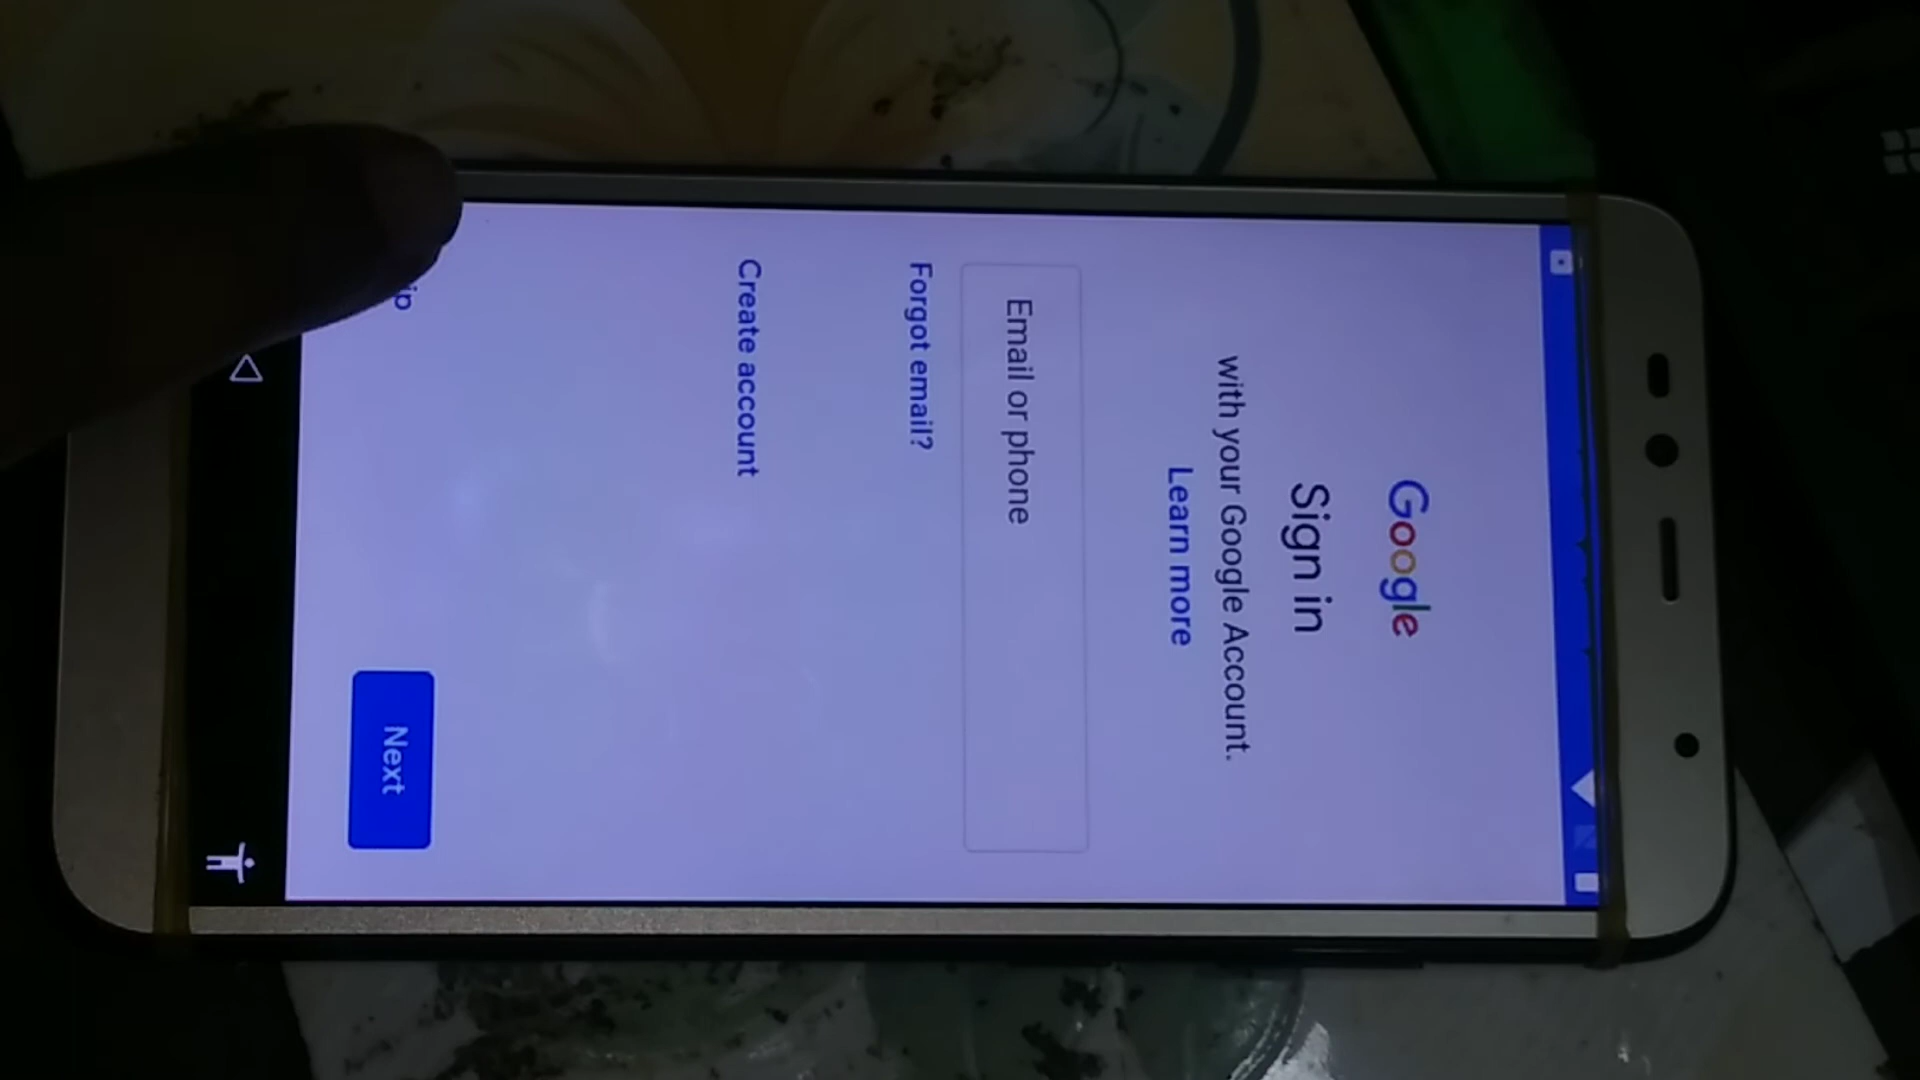 Google
Sign in
with your Google Account.
Learn more
Email or phone
Forgot email?
Create account
Next